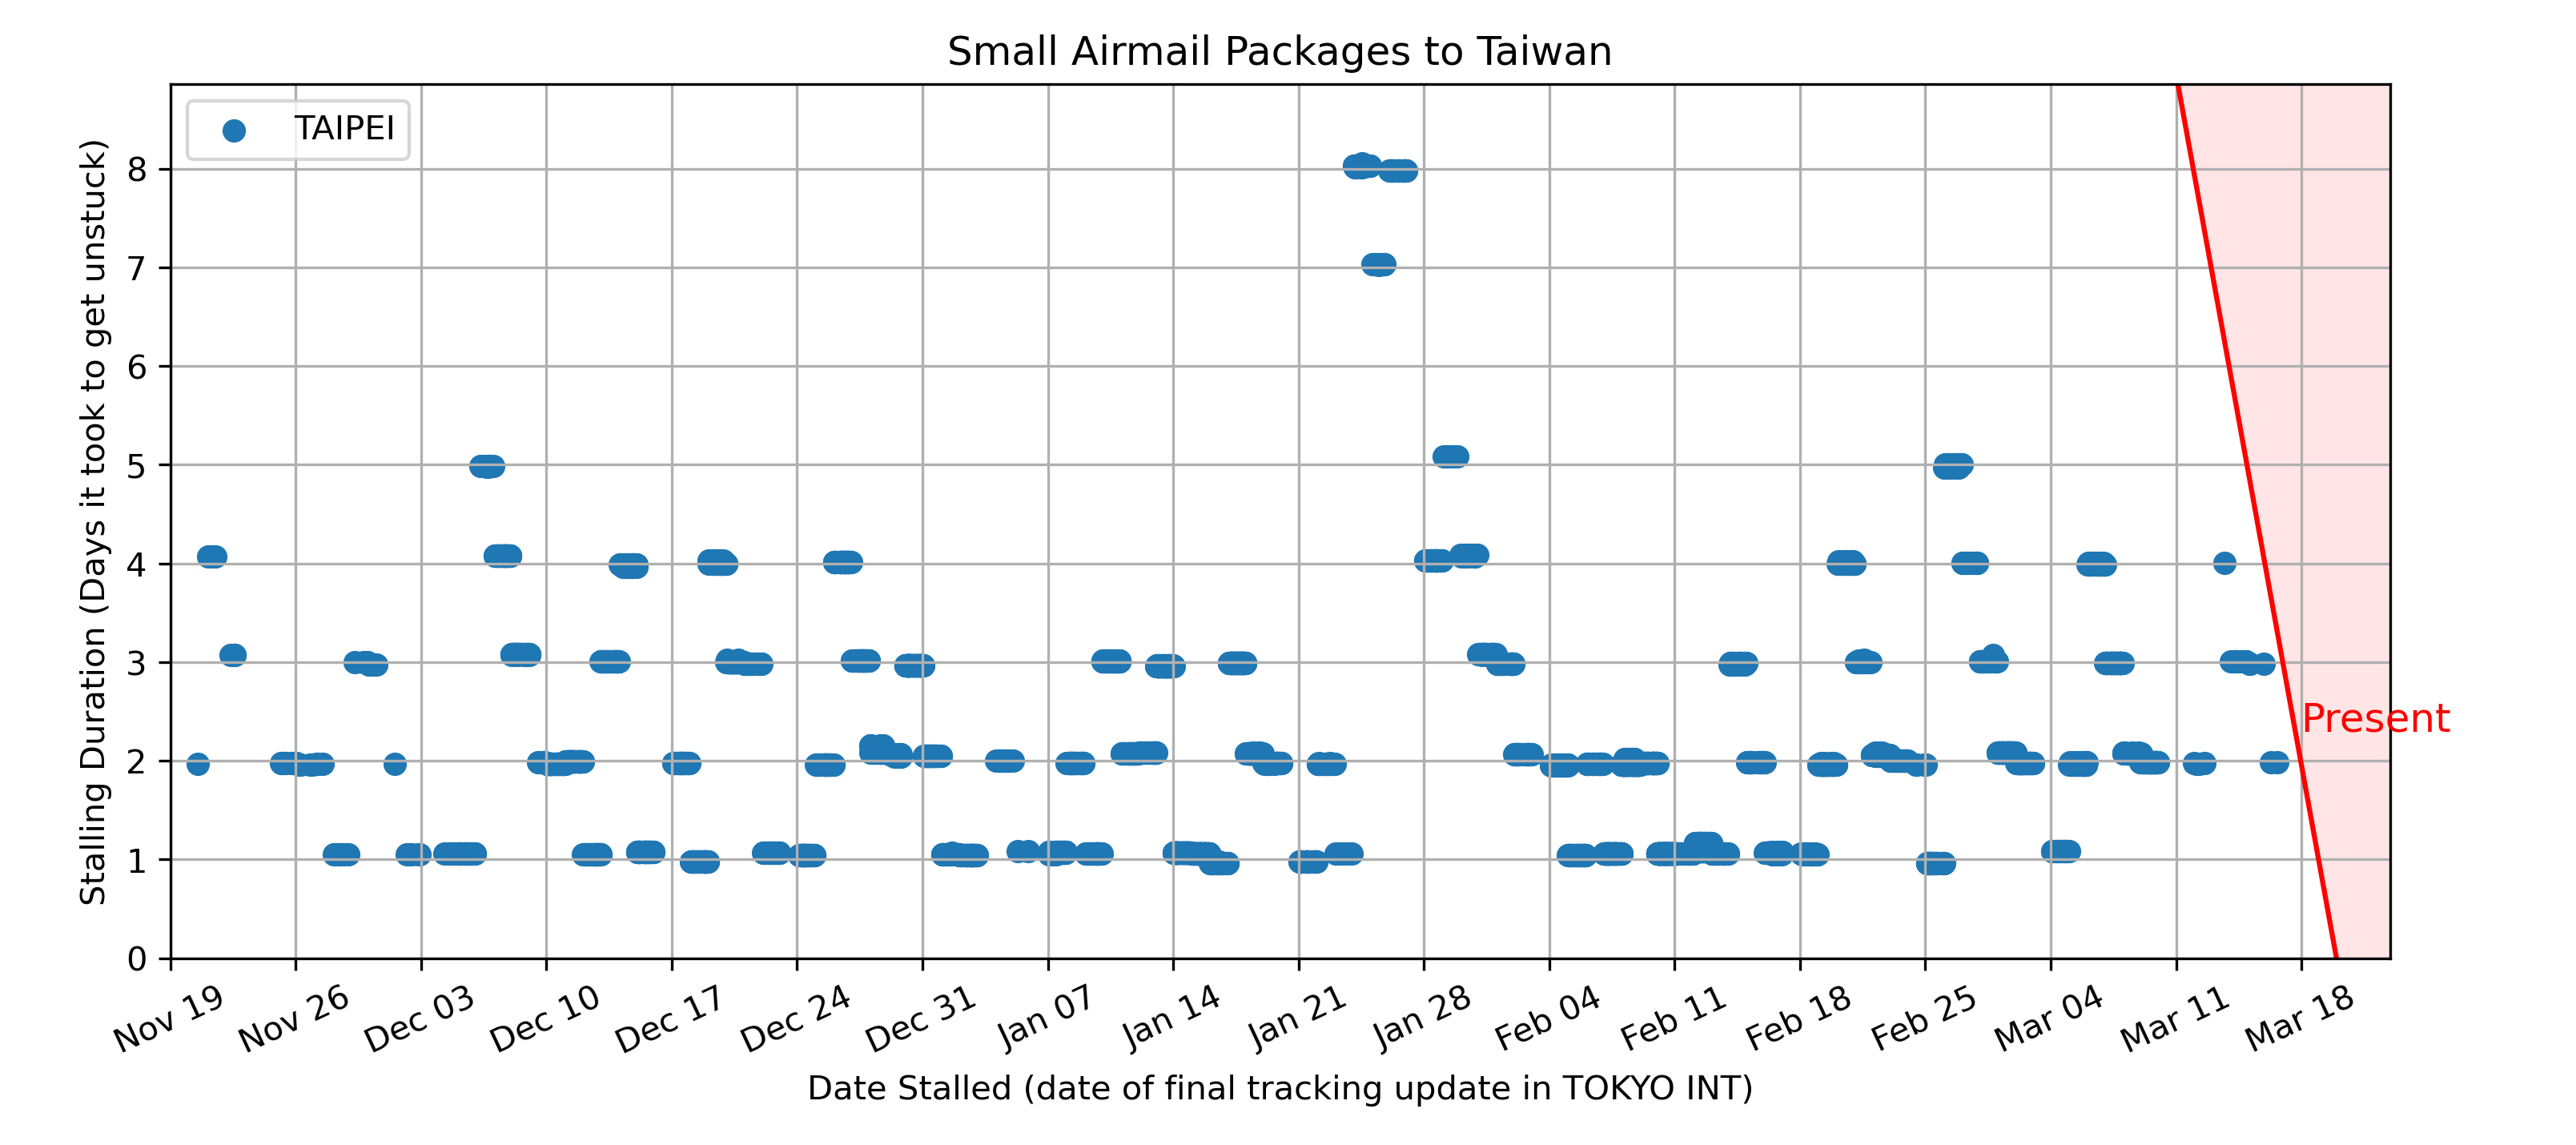 Small Airmail Packages to Taiwan
TAIPEI
Stalling Duration (Days it took to get unstuck)
8
7
6
5
4
3
2
1
0
Present
Nov 19
Nov 26
Dec 03
Dec 10
Dec 17
Dec 24
Dec 31
Jan 07
Jan 14
Jan 21
Jan 28
Feb 04
Feb 11
Feb 18
Feb 25
Mar 04
Mar 11
Mar 18
Date Stalled (date of final tracking update in TOKYO INT)